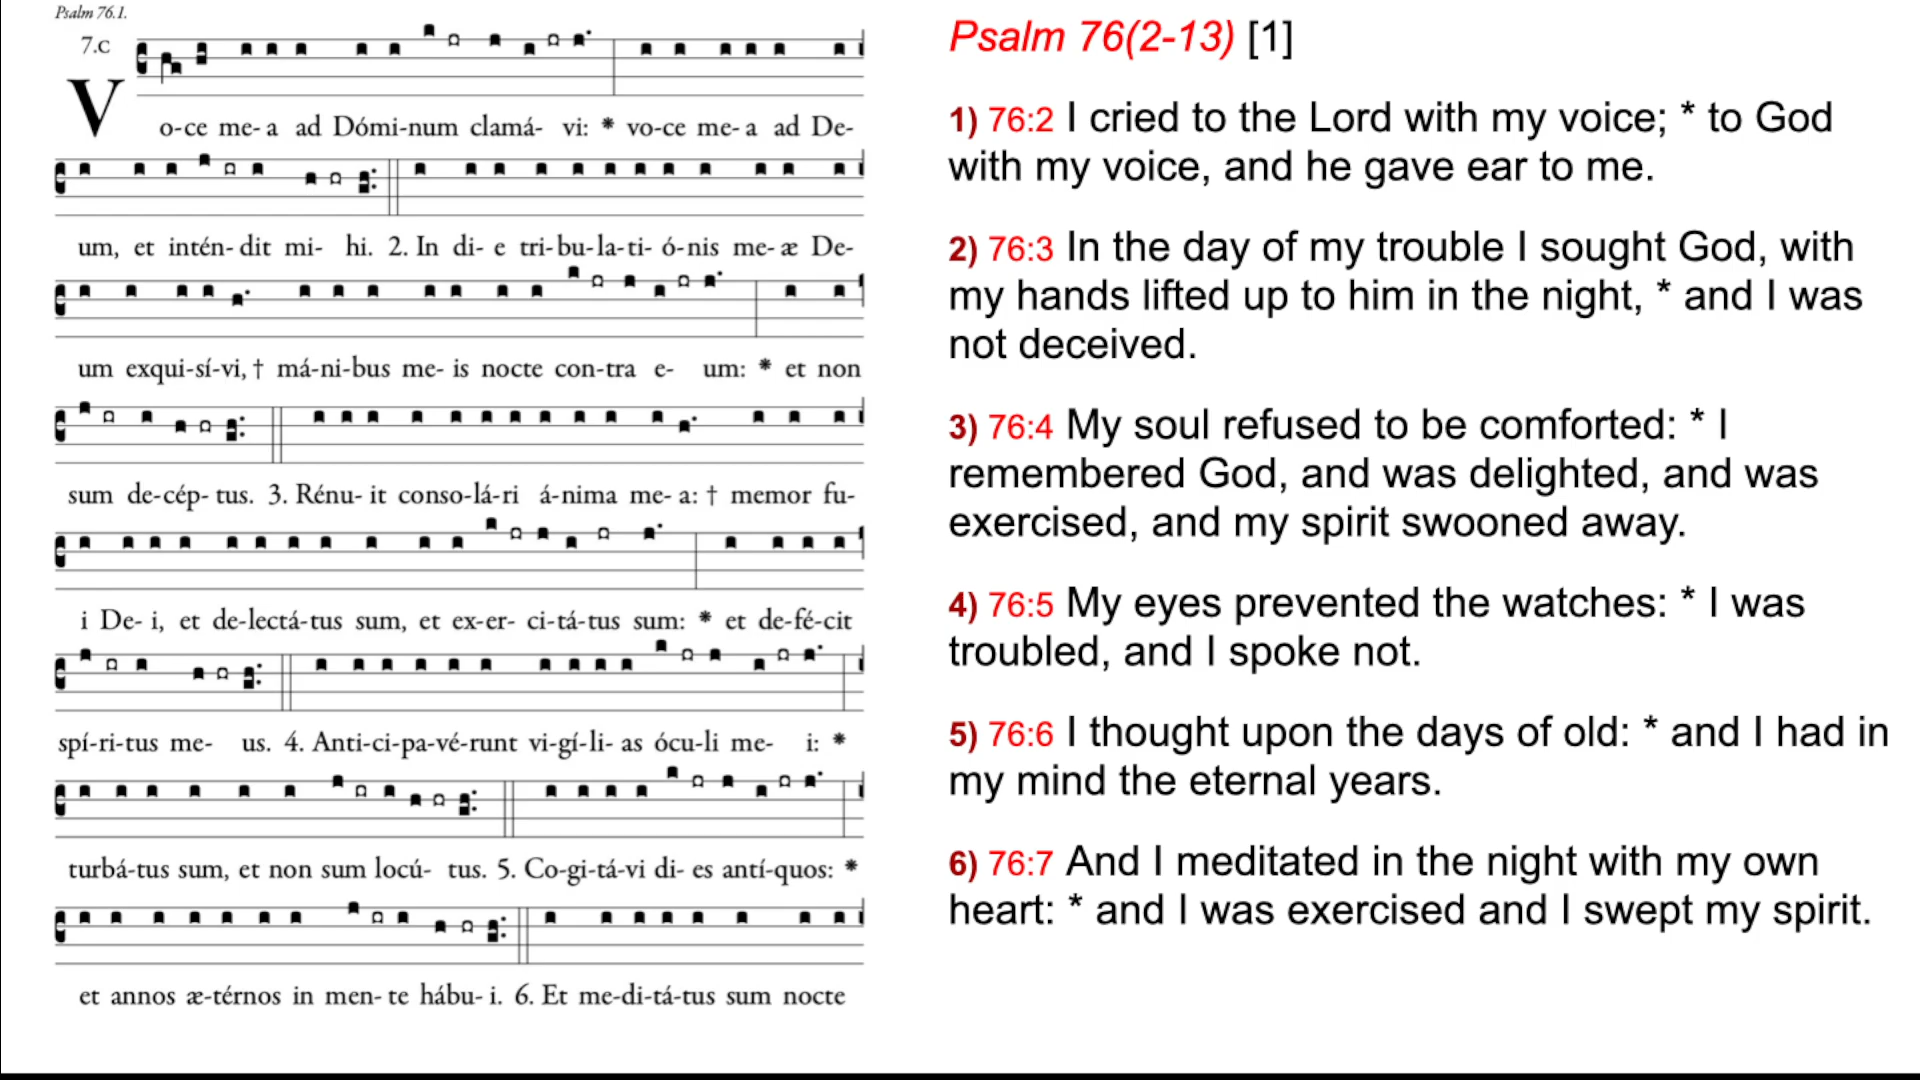 Psalm 76.1.
7.c
Vo-ce me-a ad Dómi-num clamá- vi: * vo-ce me-a ad De-
um, et intén-dit mi- hi. 2. In di- e tri-bu-la-ti- ó-nis me-æ De-
um exqui-sí-vi, † má-ni-bus me- is nocte con-tra e- um: * et non
sum de-cép- tus. 3. Rénu- it conso-lá-ri á-nima me- a: † memor fu-
i De- i, et de-lectá-tus sum, et ex-er- ci-tá-tus sum: * et de-fé-cit
spí-ri-tus me- us. 4. Anti-ci-pa-vé-runt vi-gí-li- as ócu-li me- i: *
turbá-tus sum, et non sum locú- tus. 5. Co-gi-tá-vi di- es antí-quos: *
et annos æ-térnos in men- te hábu- i. 6. Et me-di-tá-tus sum nocte
Psalm 76(2-13) [1]
1) 76:2 I cried to the Lord with my voice; * to God
with my voice, and he gave ear to me.
2) 76:3 In the day of my trouble I sought God, with
my hands lifted up to him in the night, * and I was
not deceived.
3) 76:4 My soul refused to be comforted: * I
remembered God, and was delighted, and was
exercised, and my spirit swooned away.
4) 76:5 My eyes prevented the watches: * I was
troubled, and I spoke not.
5) 76:6 I thought upon the days of old: * and I had in
my mind the eternal years.
6) 76:7 And I meditated in the night with my own
heart: * and I was exercised and I swept my spirit.